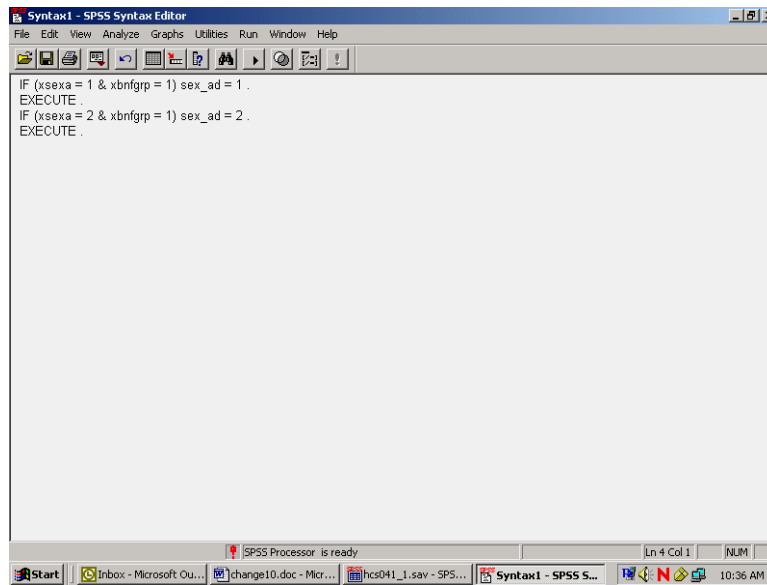 Syntax1 - SPSS Syntax Editor
File Edit View Analyze Graphs Utilities Run Window Help
IF (xsexa = 1 & xbnfgrp = 1) sex_ad = 1 .
EXECUTE .
IF (xsexa = 2 & xbnfgrp = 1) sex_ad = 2 .
EXECUTE .
SPSS Processor is ready Ln 4 Col 1 NUM
Start Inbox - Microsoft Ou... change10.doc - Micr... hcs041_1.sav - SPS... Syntax1 - SPSS S... 10:36 AM